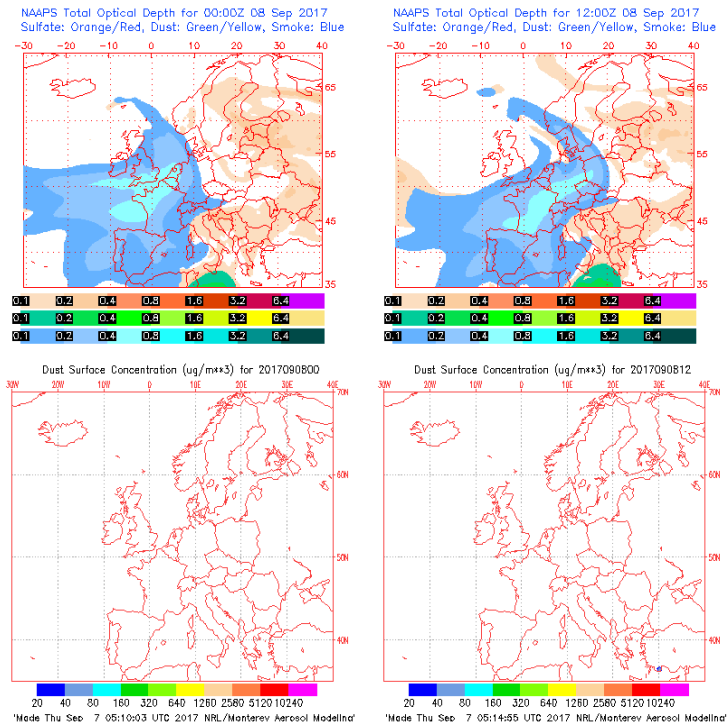 NAAPS Total Optical Depth for 00:00Z 08 Sep 2017
Sulfate: Orange/Red, Dust: Green/Yellow, Smoke: Blue
-30 -20 -10 0 10 20 30 40
65
55
45
35
0.1 0.2 0.4 0.8 1.6 3.2 6.4
0.1 0.2 0.4 0.8 1.6 3.2 6.4
0.1 0.2 0.4 0.8 1.6 3.2 6.4
NAAPS Total Optical Depth for 12:00Z 08 Sep 2017
Sulfate: Orange/Red, Dust: Green/Yellow, Smoke: Blue
-30 -20 -10 0 10 20 30 40
65
55
45
35
0.1 0.2 0.4 0.8 1.6 3.2 6.4
0.1 0.2 0.4 0.8 1.6 3.2 6.4
0.1 0.2 0.4 0.8 1.6 3.2 6.4
Dust Surface Concentration (ug/m**3) for 2017090800
30W 20W 10W 0 10E 20E 30E 40E
70N
60N
50N
40N
20 40 80 160 320 640 1280 2580 5120 10240
'Made Thu Sep 7 05:10:03 UTC 2017 NRL/Monterey Aerosol Modeling'
Dust Surface Concentration (ug/m**3) for 2017090812
30W 20W 10W 0 10E 20E 30E 40E
70N
60N
50N
40N
20 40 80 160 320 640 1280 2580 5120 10240
'Made Thu Sep 7 05:14:55 UTC 2017 NRL/Monterey Aerosol Modeling'